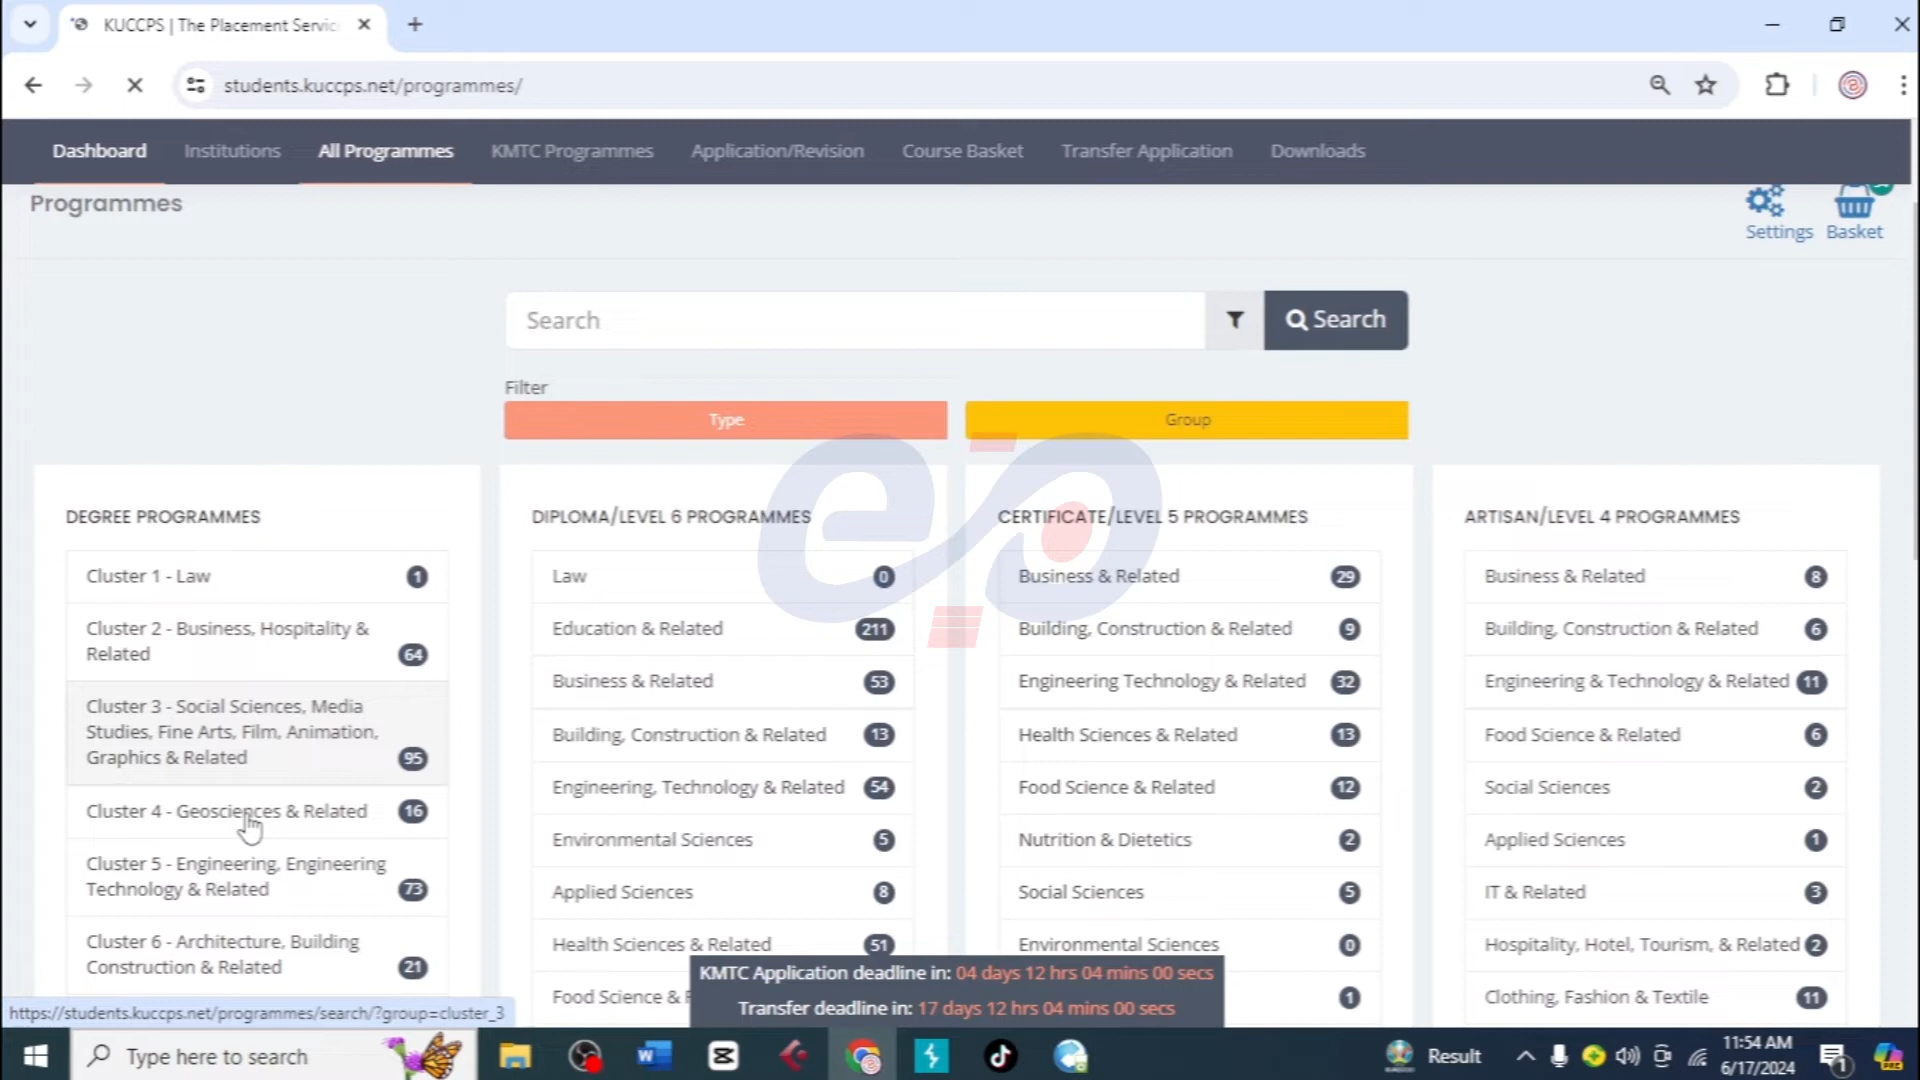 KUCCPS | The Placement Servic
students.kuccps.net/programmes/
Dashboard Institutions All Programmes KMTC Programmes Application/Revision Course Basket Transfer Application Downloads
Programmes
Settings Basket
Search
Search
Filter
Type
Group
DEGREE PROGRAMMES
Cluster 1 - Law 1
Cluster 2 - Business, Hospitality &
Related 64
Cluster 3 - Social Sciences, Media
Studies, Fine Arts, Film, Animation,
Graphics & Related 95
Cluster 4 - Geosciences & Related 16
Cluster 5 - Engineering, Engineering
Technology & Related 73
Cluster 6 - Architecture, Building
Construction & Related 21
DIPLOMA/LEVEL 6 PROGRAMMES
Law 0
Education & Related 211
Business & Related 53
Building, Construction & Related 13
Engineering, Technology & Related 54
Environmental Sciences 5
Applied Sciences 8
Health Sciences & Related 51
Food Science &
CERTIFICATE/LEVEL 5 PROGRAMMES
Business & Related 29
Building, Construction & Related 9
Engineering Technology & Related 32
Health Sciences & Related 13
Food Science & Related 12
Nutrition & Dietetics 2
Social Sciences 5
Environmental Sciences 0
1
ARTISAN/LEVEL 4 PROGRAMMES
Business & Related 8
Building, Construction & Related 6
Engineering & Technology & Related 11
Food Science & Related 6
Social Sciences 2
Applied Sciences 1
IT & Related 3
Hospitality, Hotel, Tourism, & Related 2
Clothing, Fashion & Textile 11
KMTC Application deadline in: 04 days 12 hrs 04 mins 00 secs
Transfer deadline in: 17 days 12 hrs 04 mins 00 secs
https://students.kuccps.net/programmes/search/?group=cluster_3
Type here to search
Result
11:54 AM
6/17/2024
1